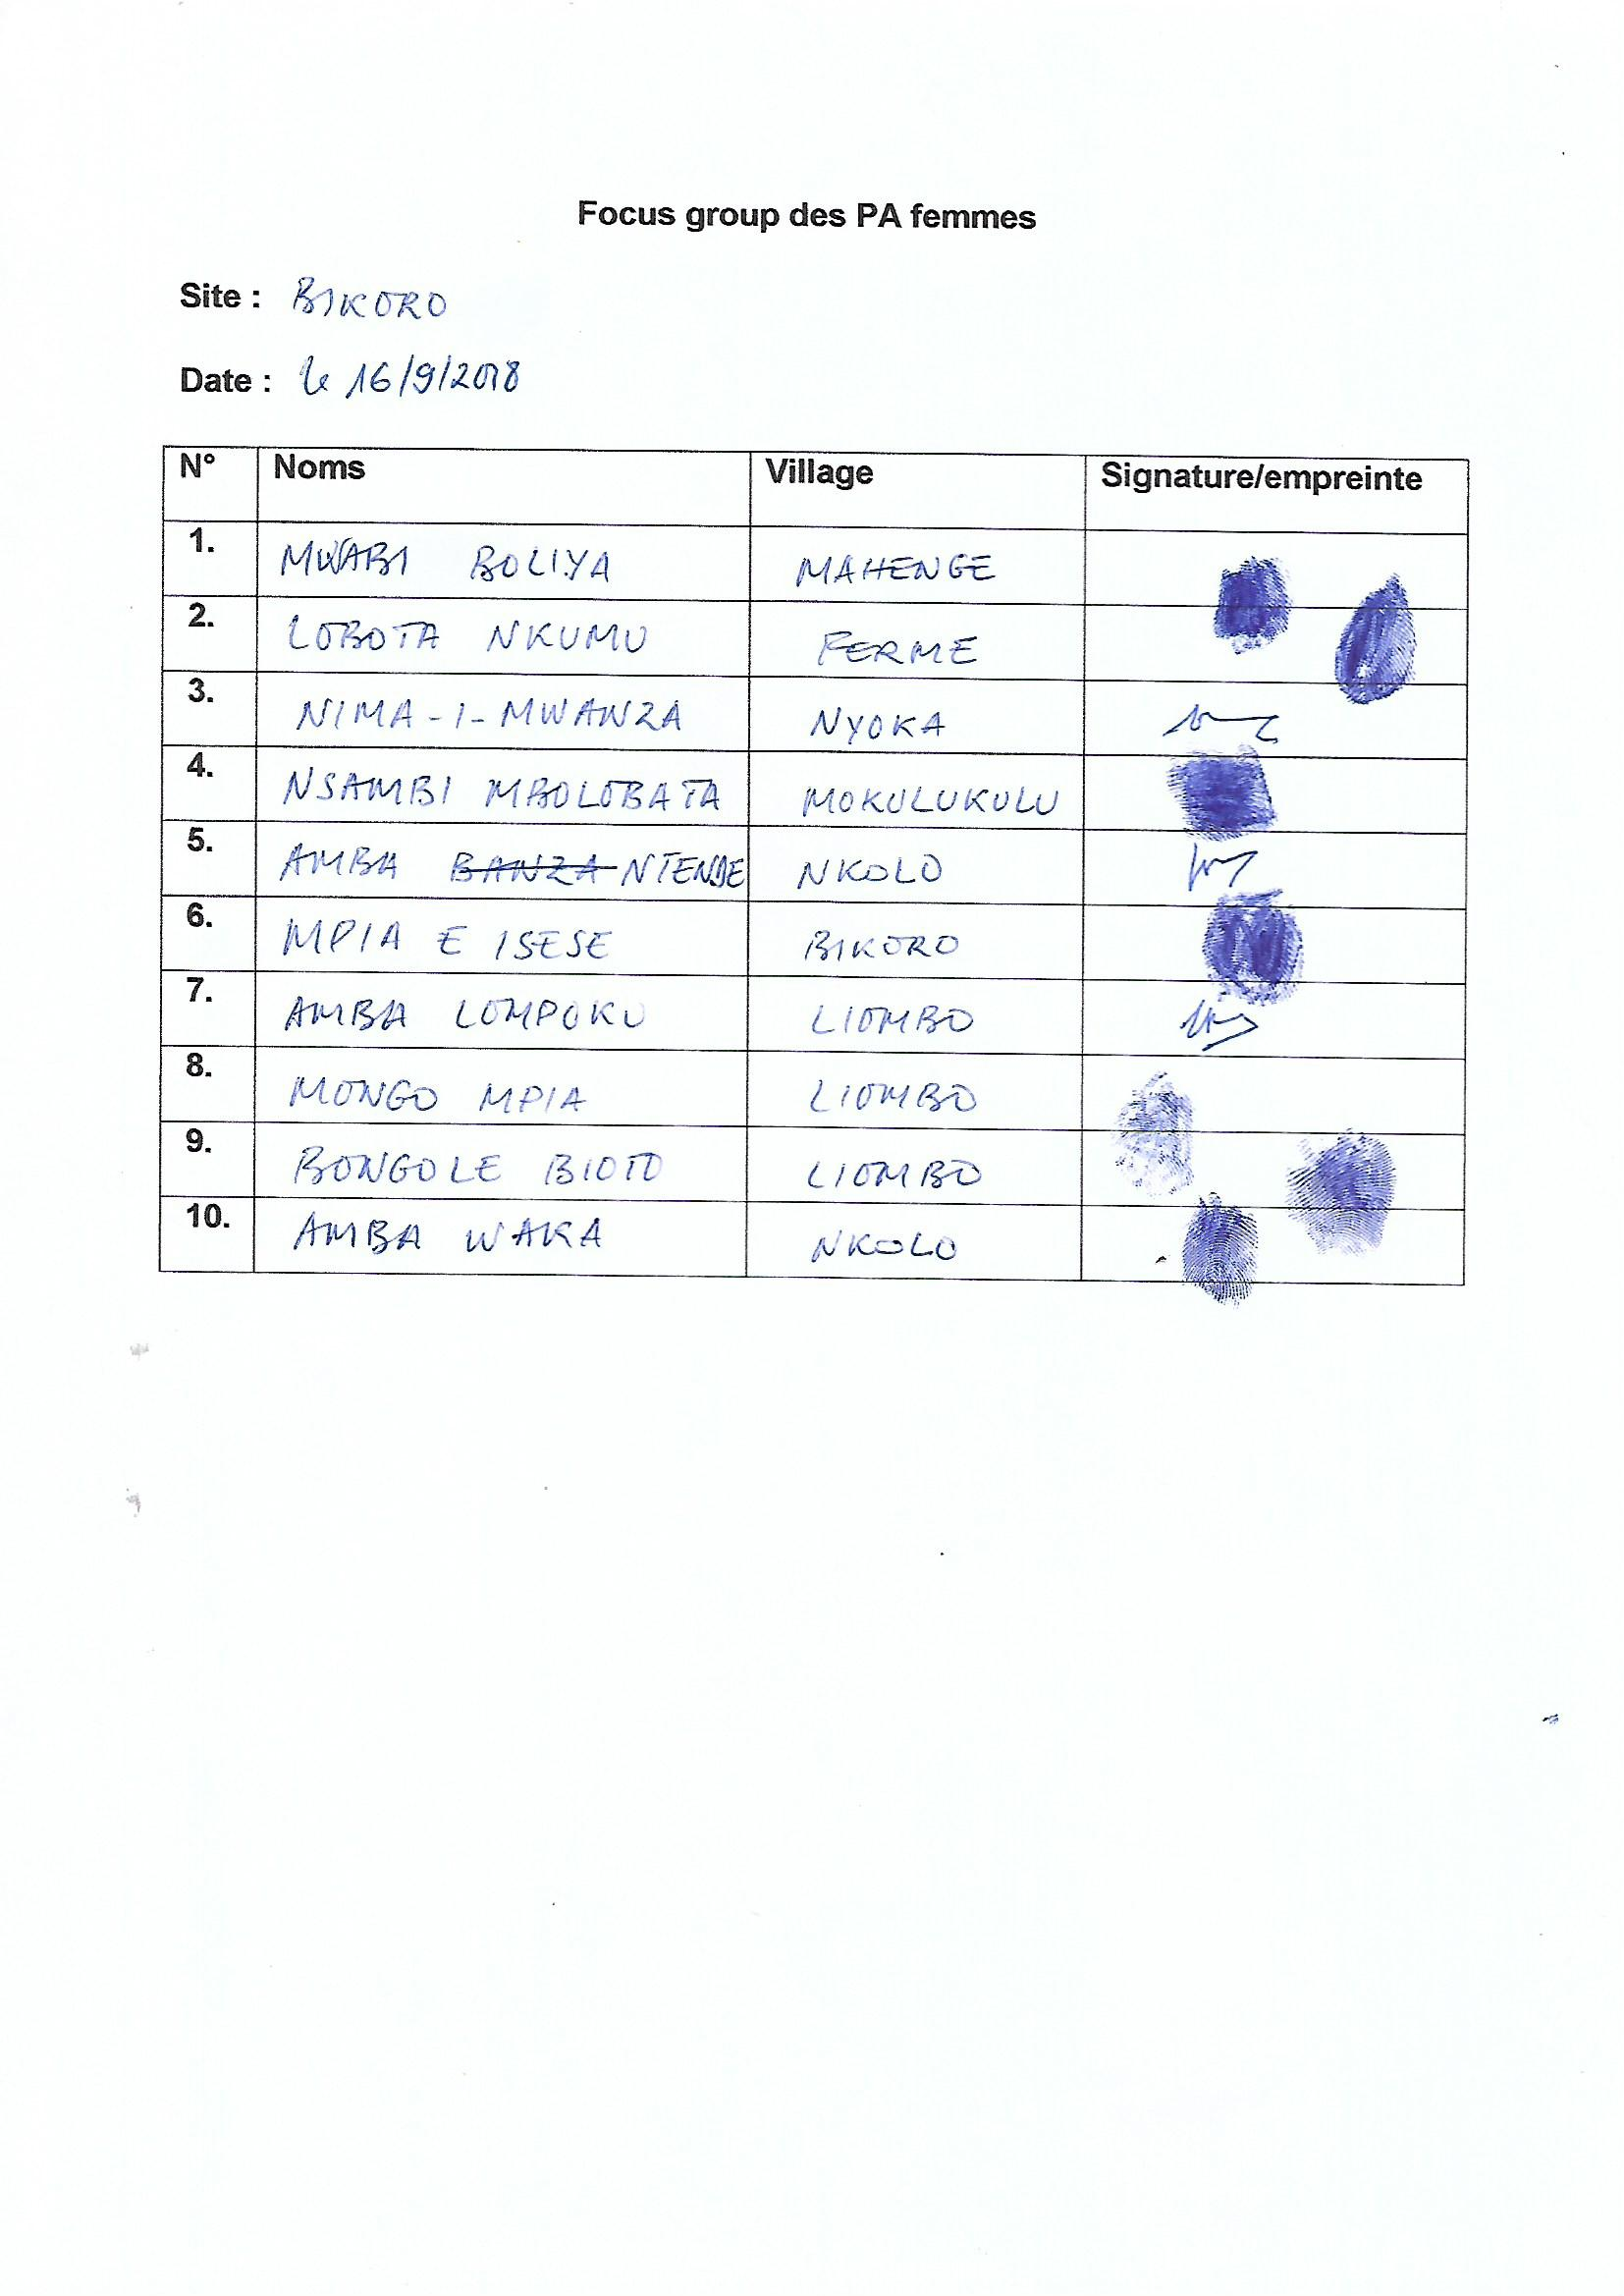 Focus group des PA femmes
Site : BIKORO
Date : le 16/9/2018
N° Noms Village Signature/empreinte
1. MWABI BOLIYA MAHENGE
2. LOBOTA NKUMU FERME
3. NIMA-I-MWANZA NYOKA
4. NSAMBI MBOLOBATA MOKULUKULU
5. AMBA BANZA NTENDE NKOLO
6. MPIA E ISESE BIKORO
7. AMBA LOMPOKU LIOMBO
8. MONGO MPIA LIOMBO
9. BONGOLE BIOTO LIOMBO
10. AMBA WAKA NKOLO